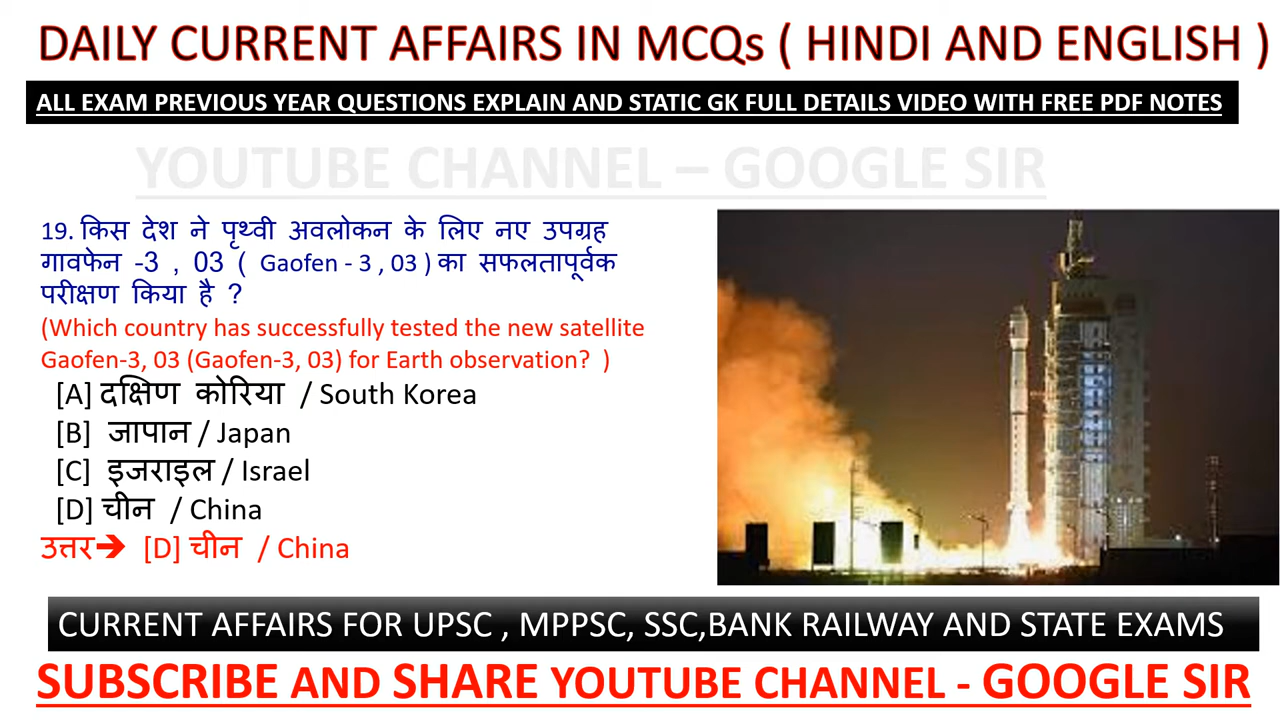 DAILY CURRENT AFFAIRS IN MCQs ( HINDI AND ENGLISH )
ALL EXAM PREVIOUS YEAR QUESTIONS EXPLAIN AND STATIC GK FULL DETAILS VIDEO WITH FREE PDF NOTES
YOUTUBE CHANNEL – GOOGLE SIR
19. किस देश ने पृथ्वी अवलोकन के लिए नए उपग्रह
गावफेन -3 , 03 ( Gaofen - 3 , 03 ) का सफलतापूर्वक
परीक्षण किया है ?
(Which country has successfully tested the new satellite
Gaofen-3, 03 (Gaofen-3, 03) for Earth observation? )
[A] दक्षिण कोरिया / South Korea
[B] जापान / Japan
[C] इजराइल / Israel
[D] चीन / China
उत्तर➔ [D] चीन / China
CURRENT AFFAIRS FOR UPSC , MPPSC, SSC,BANK RAILWAY AND STATE EXAMS
SUBSCRIBE AND SHARE YOUTUBE CHANNEL - GOOGLE SIR